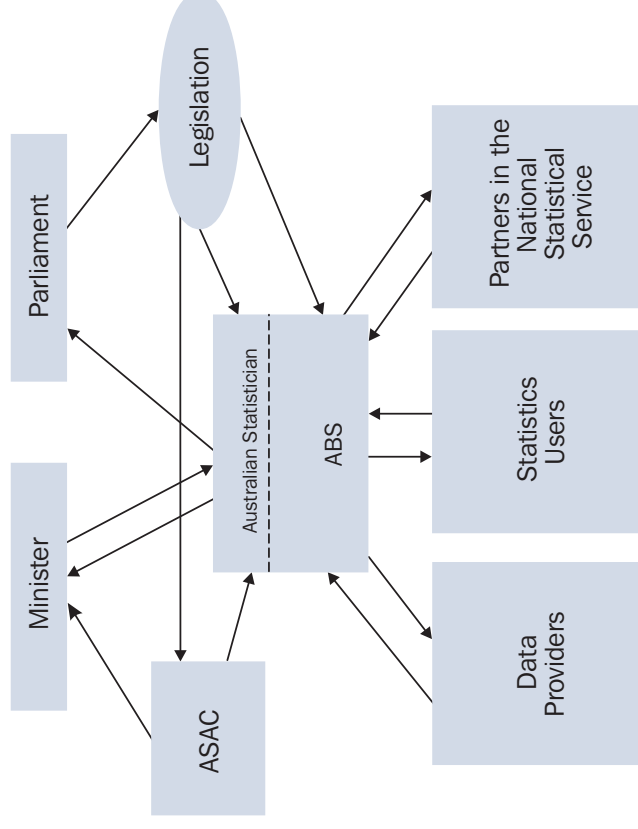 Minister
Parliament
ASAC
Legislation
Australian Statistician
ABS
Data
Providers
Statistics
Users
Partners in the
National
Statistical
Service